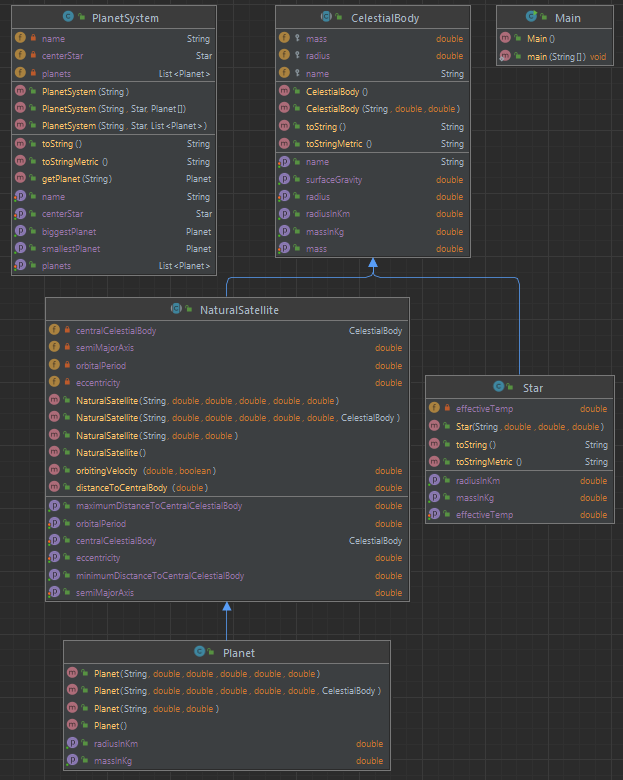 PlanetSystem
name String
centerStar Star
planets List<Planet>
PlanetSystem(String)
PlanetSystem(String, Star, Planet[])
PlanetSystem(String, Star, List<Planet>)
toString() String
toStringMetric() String
getPlanet(String) Planet
name String
centerStar Star
biggestPlanet Planet
smallestPlanet Planet
planets List<Planet>
CelestialBody
mass double
radius double
name String
CelestialBody()
CelestialBody(String, double, double)
toString() String
toStringMetric() String
name String
surfaceGravity double
radius double
radiusInKm double
massInKg double
mass double
Main
Main()
main(String[]) void
NaturalSatellite
centralCelestialBody CelestialBody
semiMajorAxis double
orbitalPeriod double
eccentricity double
NaturalSatellite(String, double, double, double, double, double)
NaturalSatellite(String, double, double, double, double, double, CelestialBody)
NaturalSatellite(String, double, double)
NaturalSatellite()
orbitingVelocity(double, boolean) double
distanceToCentralBody(double) double
maximumDistanceToCentralCelestialBody double
orbitalPeriod double
centralCelestialBody CelestialBody
eccentricity double
minimumDisctanceToCentralCelestialBody double
semiMajorAxis double
Star
effectiveTemp double
Star(String, double, double, double)
toString() String
toStringMetric() String
radiusInKm double
massInKg double
effectiveTemp double
Planet
Planet(String, double, double, double, double, double)
Planet(String, double, double, double, double, double, CelestialBody)
Planet(String, double, double)
Planet()
radiusInKm double
massInKg double